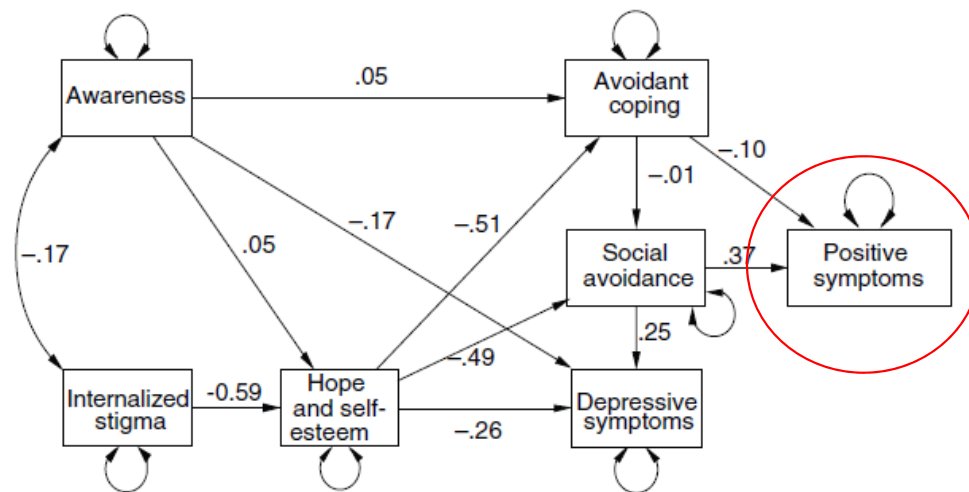 Awareness
.05
Avoidant
coping
–.10
–.01
–.17
–.51
–.17
.05
Social
avoidance
.37
Positive
symptoms
.25
–.49
Internalized
stigma
-0.59
Hope
and self-
esteem
–.26
Depressive
symptoms